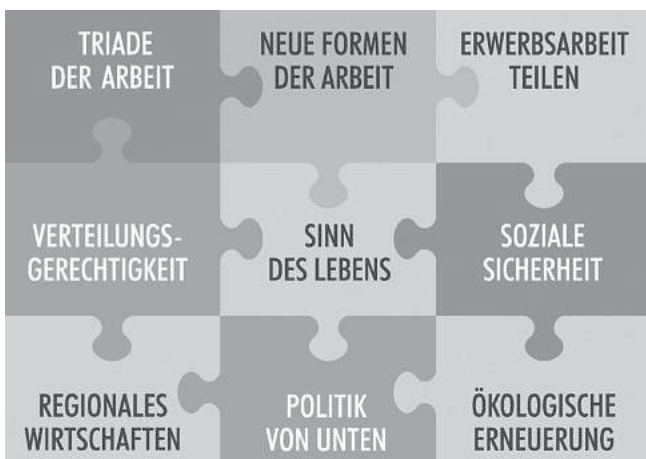 TRIADE
DER ARBEIT
NEUE FORMEN
DER ARBEIT
ERWERBSARBEIT
TEILEN
VERTEILUNGS-
GERECHTIGKEIT
SINN
DES LEBENS
SOZIALE
SICHERHEIT
REGIONALES
WIRTSCHAFTEN
POLITIK
VON UNTEN
ÖKOLOGISCHE
ERNEUERUNG